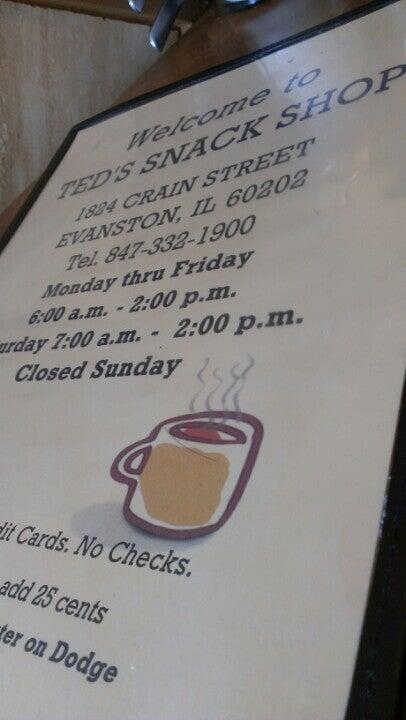 Welcome to
TED'S SNACK SHOP
1824 CRAIN STREET
EVANSTON, IL 60202
Tel. 847-332-1900
Monday thru Friday
6:00 a.m. - 2:00 p.m.
urday 7:00 a.m. - 2:00 p.m.
Closed Sunday
dit Cards. No Checks.
add 25 cents
ter on Dodge